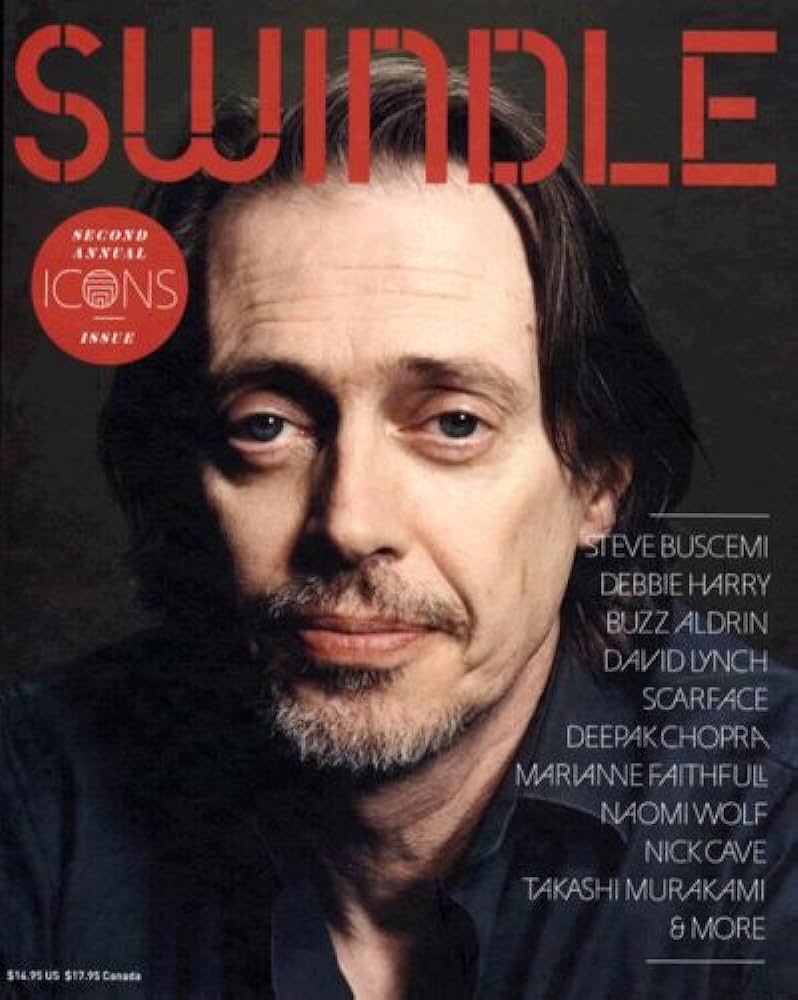 SWINDLE
SECOND
ANNUAL
ICONS
ISSUE
STEVE BUSCEMI
DEBBIE HARRY
BUZZ ALDRIN
DAVID LYNCH
SCARFACE
DEEPAK CHOPRA
MARIANNE FAITHFULL
NAOMI WOLF
NICK CAVE
TAKASHI MURAKAMI
& MORE
$14.95 US $17.95 Canada